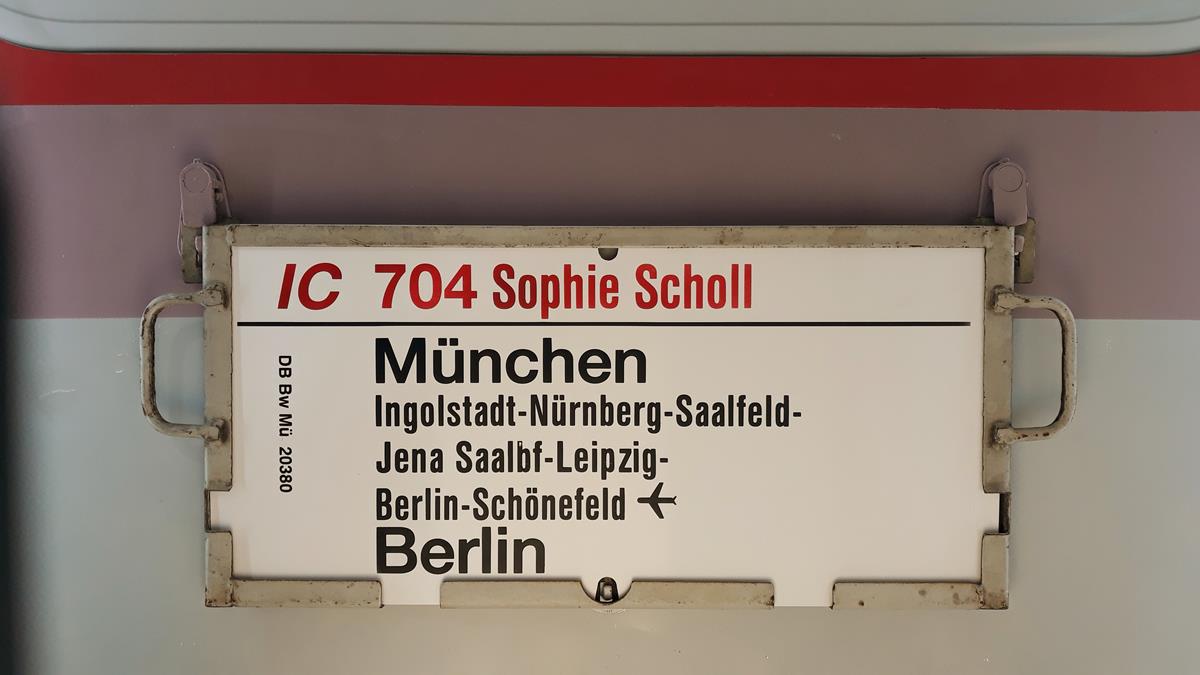 IC 704 Sophie Scholl
München
Ingolstadt-Nürnberg-Saalfeld-
Jena Saalbf-Leipzig-
Berlin-Schönefeld
Berlin
DB Bw Mü 20380